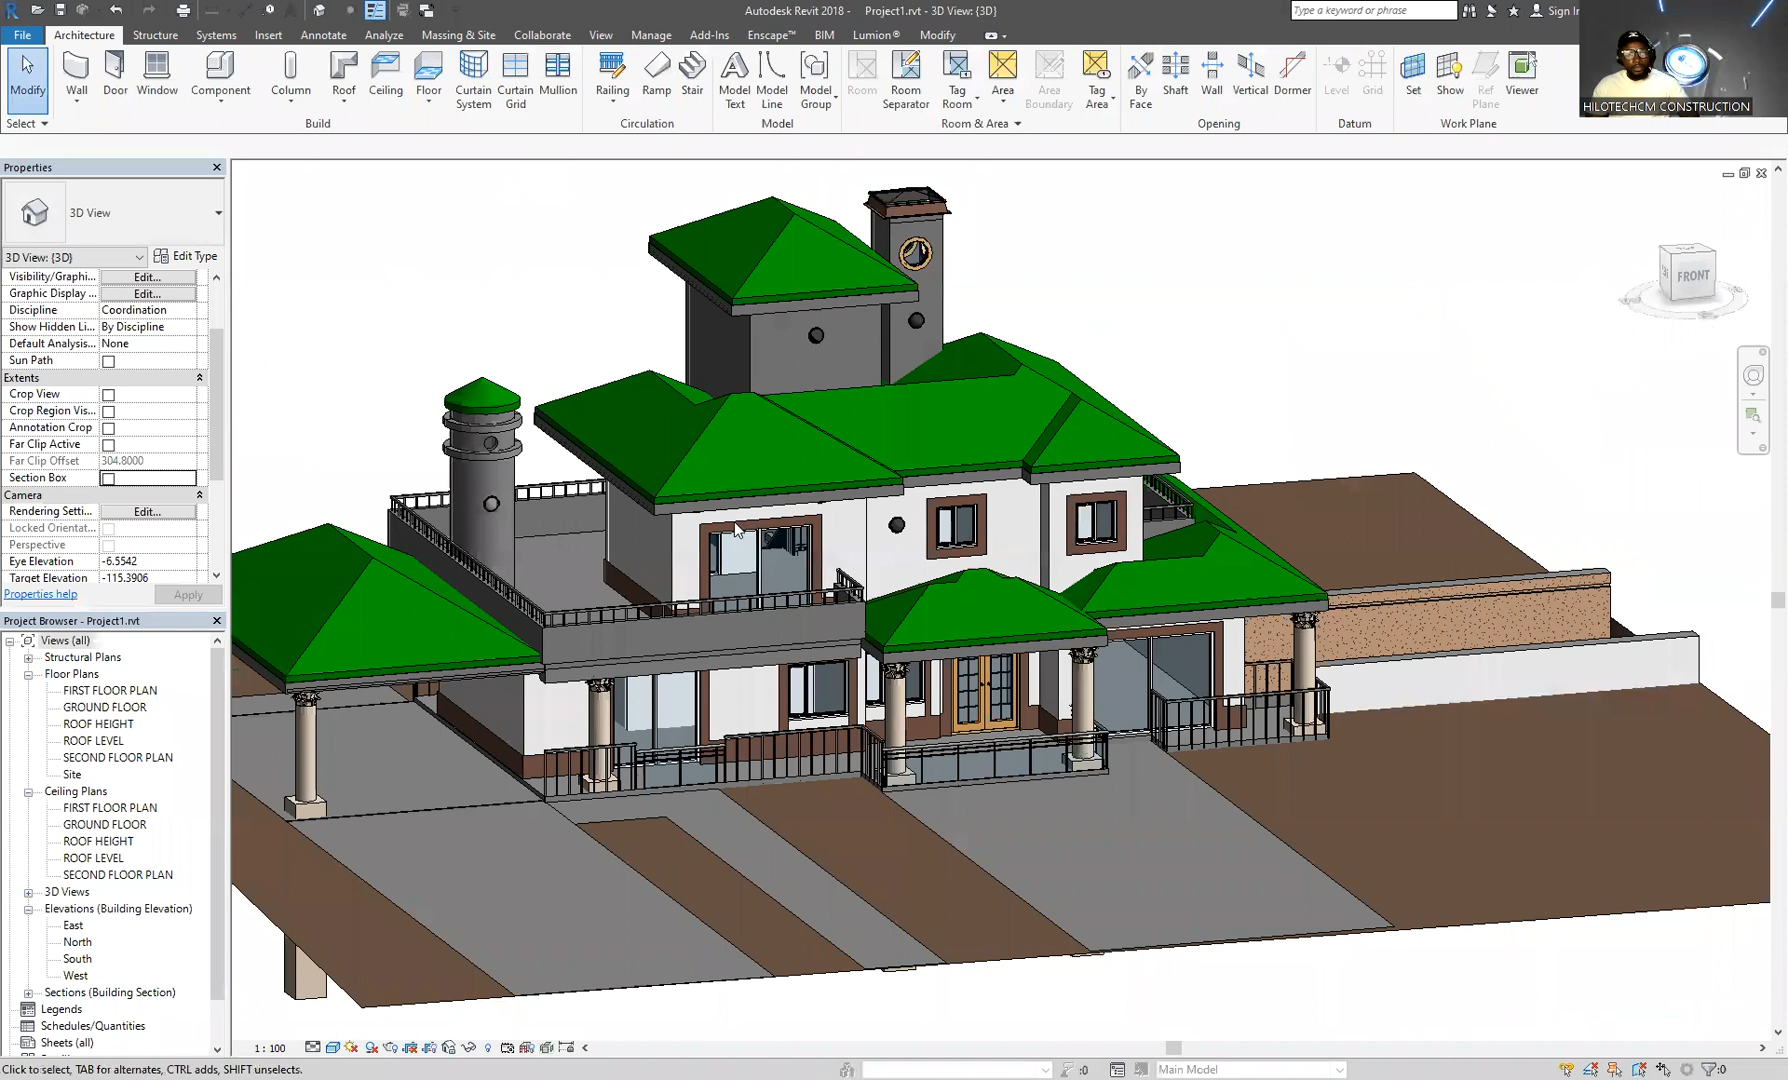 Autodesk Revit 2018 - Project1.rvt - 3D View: {3D}
Type a keyword or phrase
Sign In
File Architecture Structure Systems Insert Annotate Analyze Massing & Site Collaborate View Manage Add-Ins Enscape™ BIM Lumion® Modify
Modify Wall Door Window Component Column Roof Ceiling Floor Curtain System Curtain Grid Mullion Railing Ramp Stair Model Text Model Line Model Group Room Room Separator Tag Room Area Area Boundary Tag Area By Face Shaft Wall Vertical Dormer Level Grid Set Show Ref Plane Viewer
HILOTECHCM CONSTRUCTION
Select Build Circulation Model Room & Area Opening Datum Work Plane
Properties
3D View
3D View: {3D} Edit Type
Visibility/Graphi... Edit...
Graphic Display ... Edit...
Discipline Coordination
Show Hidden Li... By Discipline
Default Analysis... None
Sun Path
Extents
Crop View
Crop Region Vis...
Annotation Crop
Far Clip Active
Far Clip Offset 304.8000
Section Box
Camera
Rendering Setti... Edit...
Locked Orientat...
Perspective
Eye Elevation -6.5542
Target Elevation -115.3906
Properties help Apply
Project Browser - Project1.rvt
Views (all)
Structural Plans
Floor Plans
FIRST FLOOR PLAN
GROUND FLOOR
ROOF HEIGHT
ROOF LEVEL
SECOND FLOOR PLAN
Site
Ceiling Plans
FIRST FLOOR PLAN
GROUND FLOOR
ROOF HEIGHT
ROOF LEVEL
SECOND FLOOR PLAN
3D Views
Elevations (Building Elevation)
East
North
South
West
Sections (Building Section)
Legends
Schedules/Quantities
Sheets (all)
FRONT
1 : 100
Click to select, TAB for alternates, CTRL adds, SHIFT unselects.
:0 Main Model :0